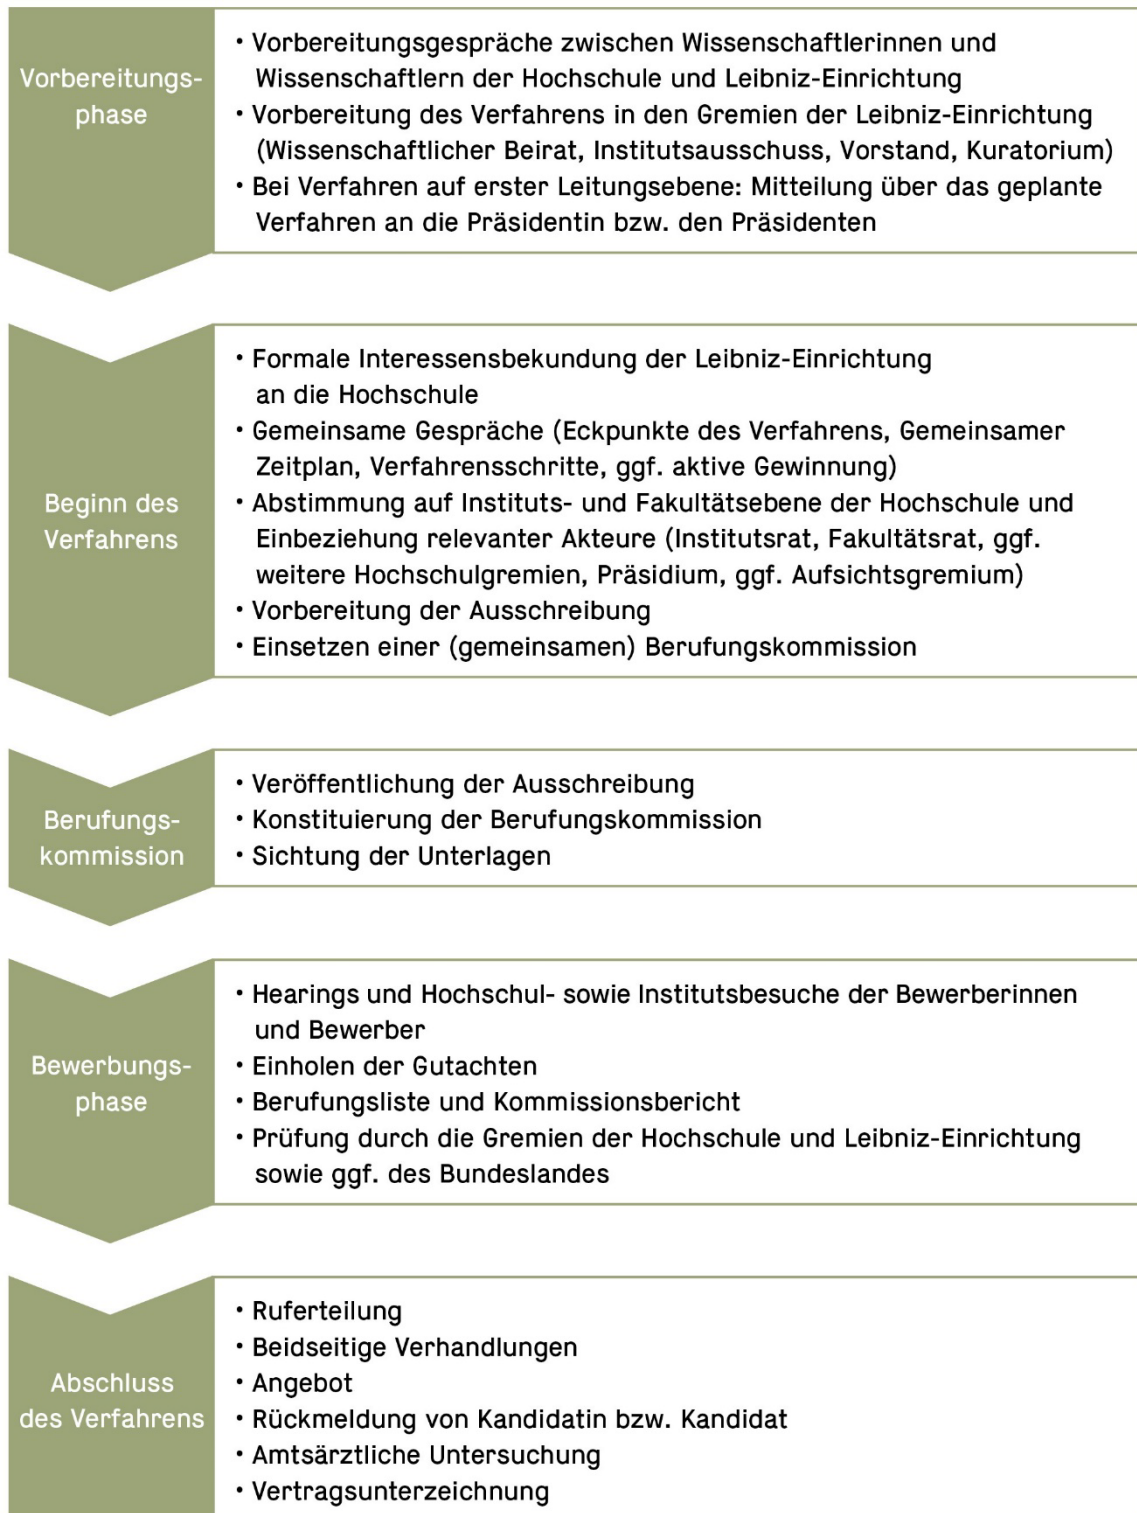 Vorbereitungs-
phase
• Vorbereitungsgespräche zwischen Wissenschaftlerinnen und
Wissenschaftlern der Hochschule und Leibniz-Einrichtung
• Vorbereitung des Verfahrens in den Gremien der Leibniz-Einrichtung
(Wissenschaftlicher Beirat, Institutsausschuss, Vorstand, Kuratorium)
• Bei Verfahren auf erster Leitungsebene: Mitteilung über das geplante
Verfahren an die Präsidentin bzw. den Präsidenten
Beginn des
Verfahrens
• Formale Interessensbekundung der Leibniz-Einrichtung
an die Hochschule
• Gemeinsame Gespräche (Eckpunkte des Verfahrens, Gemeinsamer
Zeitplan, Verfahrensschritte, ggf. aktive Gewinnung)
• Abstimmung auf Instituts- und Fakultätsebene der Hochschule und
Einbeziehung relevanter Akteure (Institutsrat, Fakultätsrat, ggf.
weitere Hochschulgremien, Präsidium, ggf. Aufsichtsgremium)
• Vorbereitung der Ausschreibung
• Einsetzen einer (gemeinsamen) Berufungskommission
Berufungs-
kommission
• Veröffentlichung der Ausschreibung
• Konstituierung der Berufungskommission
• Sichtung der Unterlagen
Bewerbungs-
phase
• Hearings und Hochschul- sowie Institutsbesuche der Bewerberinnen
und Bewerber
• Einholen der Gutachten
• Berufungsliste und Kommissionsbericht
• Prüfung durch die Gremien der Hochschule und Leibniz-Einrichtung
sowie ggf. des Bundeslandes
Abschluss
des Verfahrens
• Ruferteilung
• Beidseitige Verhandlungen
• Angebot
• Rückmeldung von Kandidatin bzw. Kandidat
• Amtsärztliche Untersuchung
• Vertragsunterzeichnung